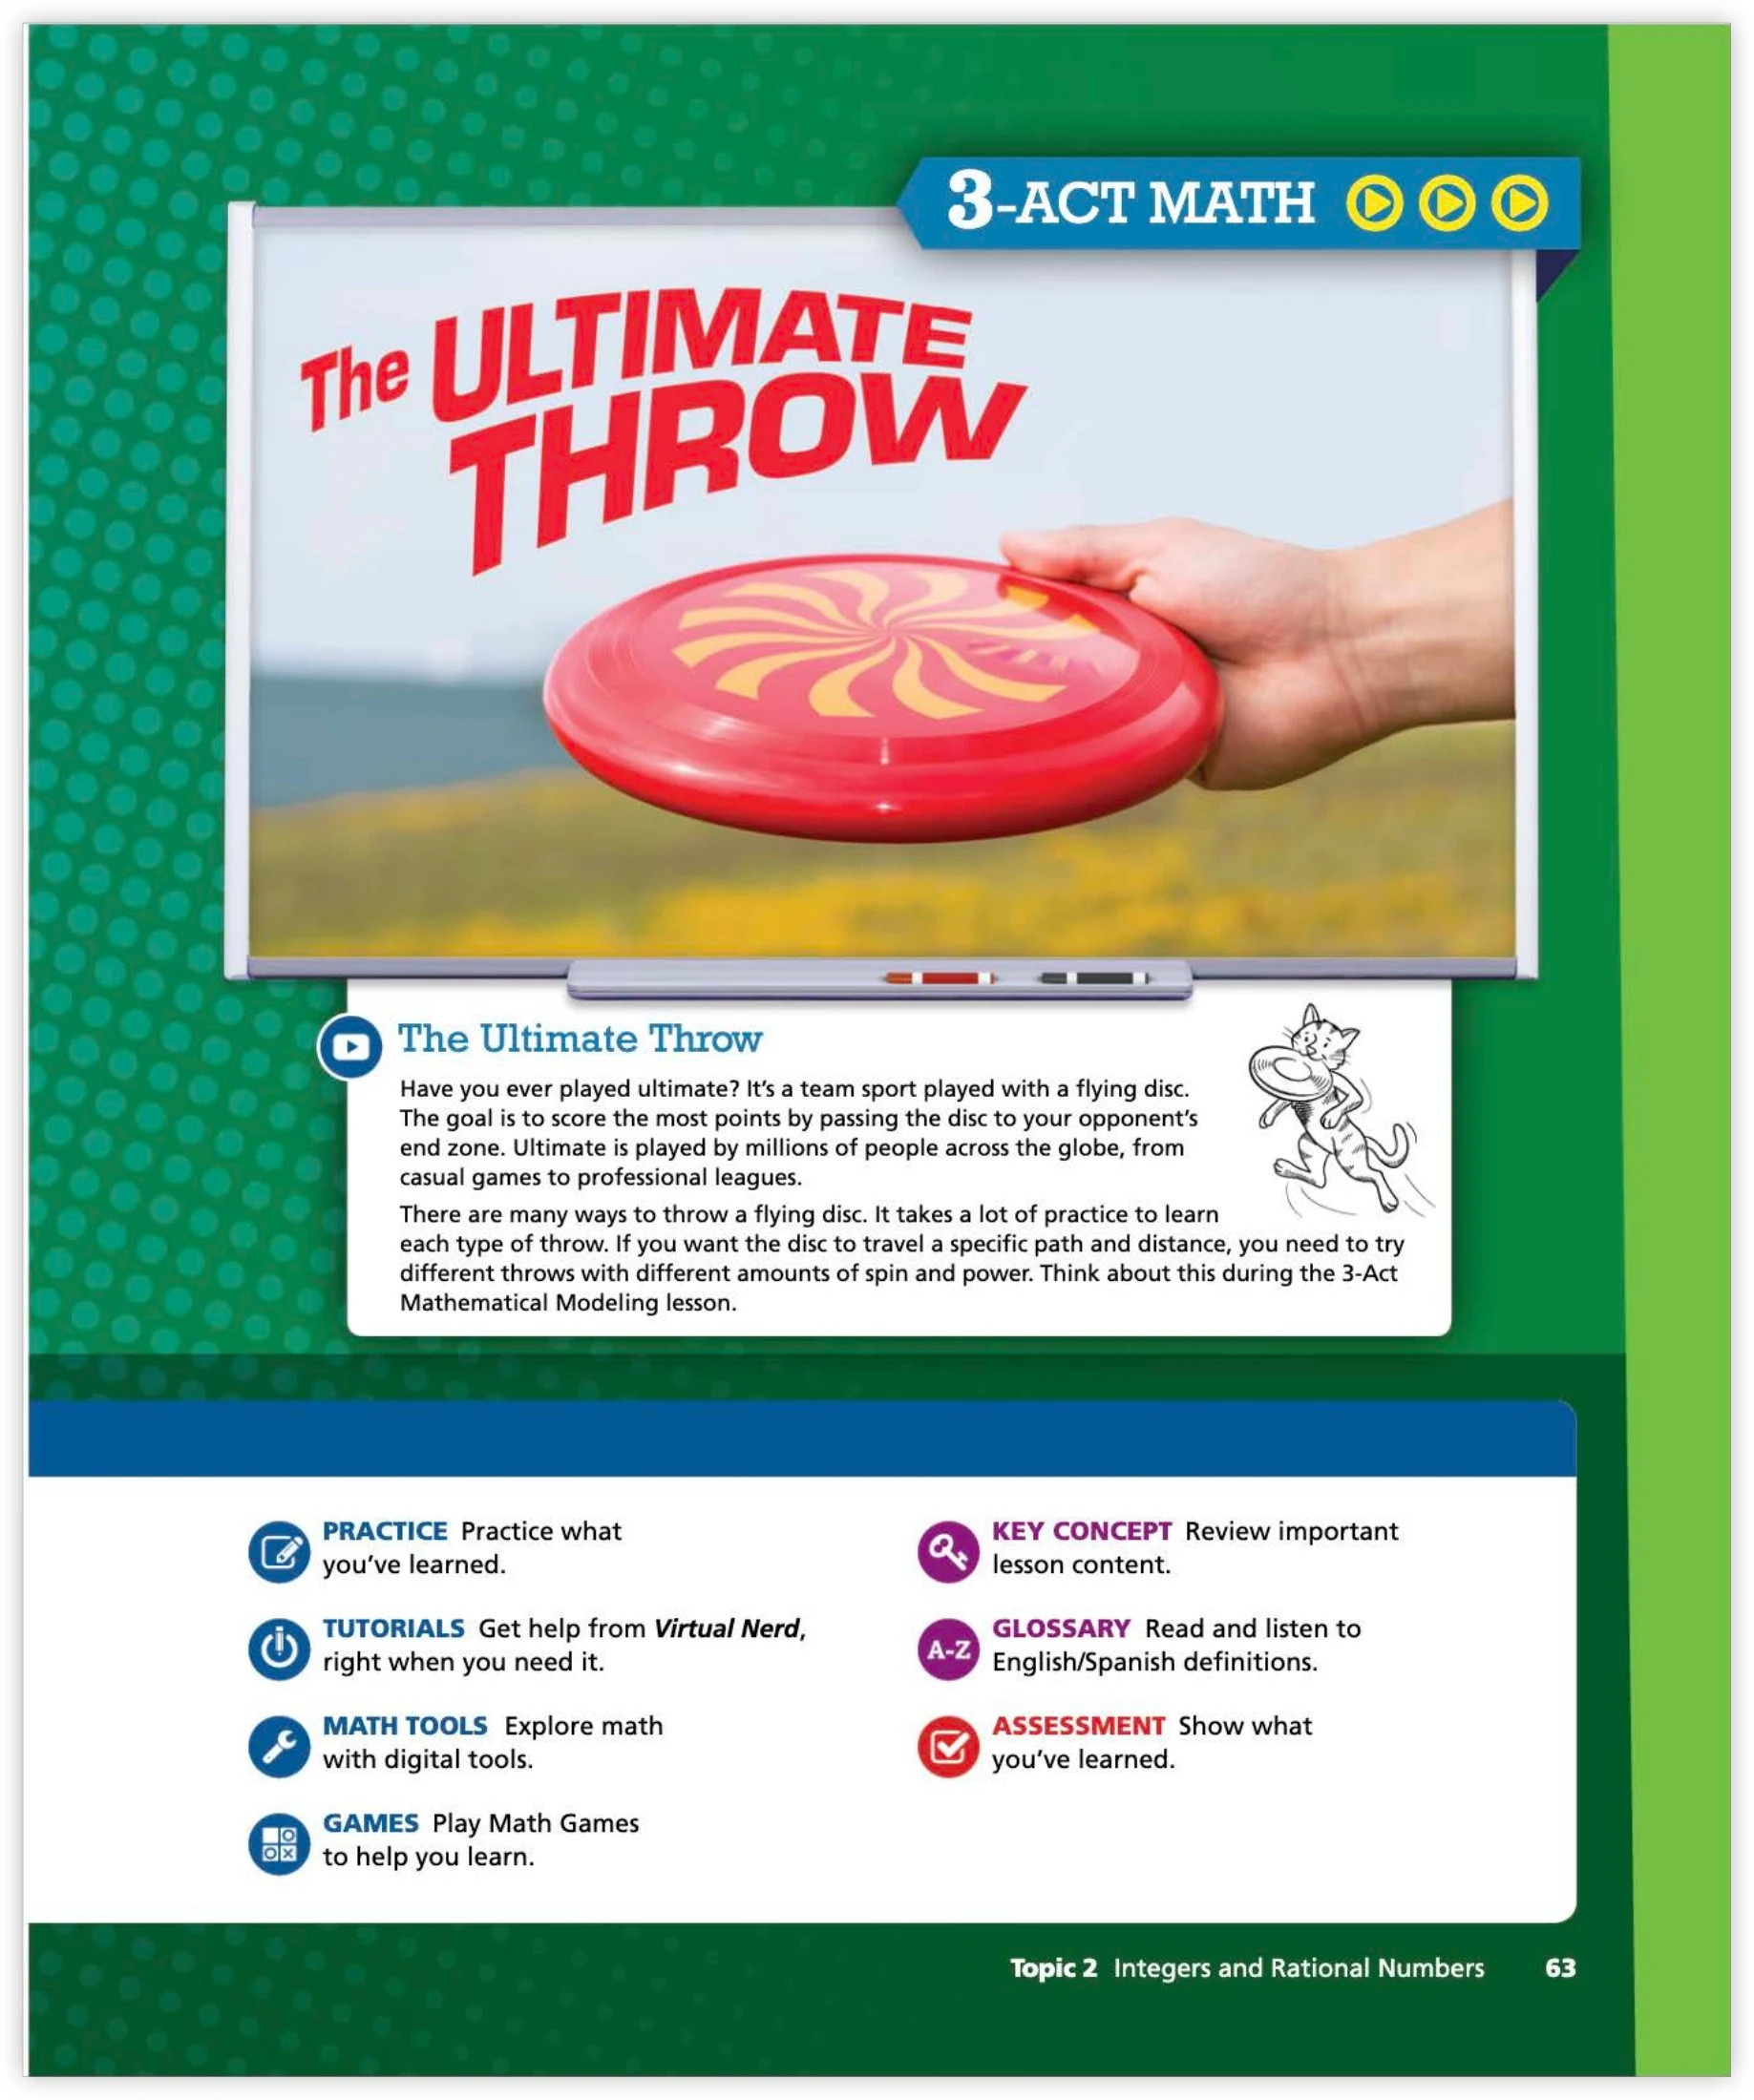 3-ACT MATH
The ULTIMATE
THROW
The Ultimate Throw
Have you ever played ultimate? It's a team sport played with a flying disc.
The goal is to score the most points by passing the disc to your opponent's
end zone. Ultimate is played by millions of people across the globe, from
casual games to professional leagues.
There are many ways to throw a flying disc. It takes a lot of practice to learn
each type of throw. If you want the disc to travel a specific path and distance, you need to try
different throws with different amounts of spin and power. Think about this during the 3-Act
Mathematical Modeling lesson.
PRACTICE Practice what
you've learned.
TUTORIALS Get help from Virtual Nerd,
right when you need it.
MATH TOOLS Explore math
with digital tools.
GAMES Play Math Games
to help you learn.
KEY CONCEPT Review important
lesson content.
A-Z
GLOSSARY Read and listen to
English/Spanish definitions.
ASSESSMENT Show what
you've learned.
Topic 2 Integers and Rational Numbers 63